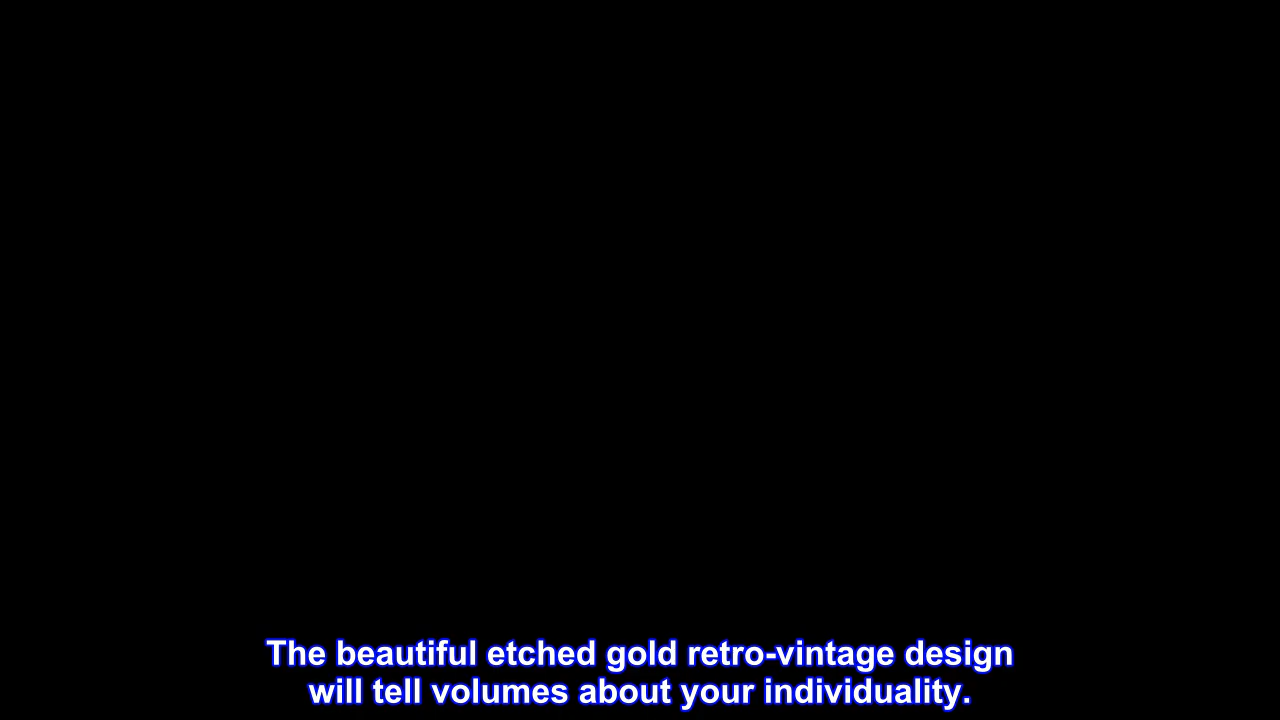 The beautiful etched gold retro-vintage design
will tell volumes about your individuality.